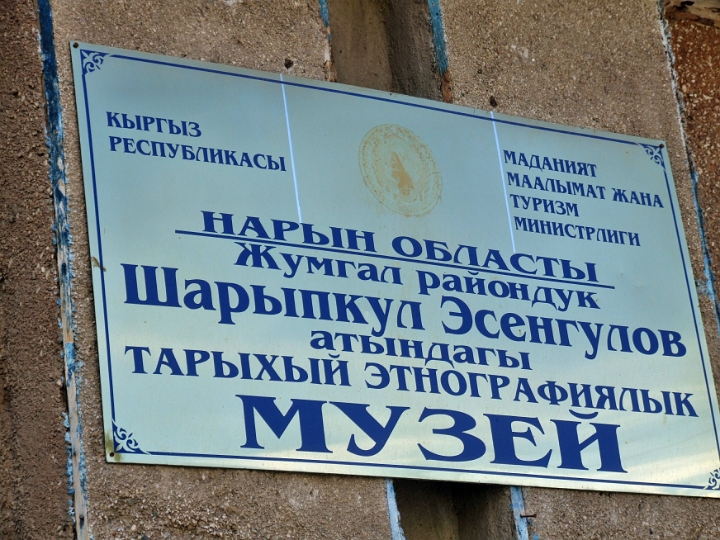 КЫРГЫЗ
РЕСПУБЛИКАСЫ
МАДАНИЯТ
МААЛЫМАТ ЖАНА
ТУРИЗМ
МИНИСТРЛИГИ
НАРЫН ОБЛАСТЫ
Жумгал райондук
Шарыпкул Эсенгулов
атындагы
ТАРЫХЫЙ ЭТНОГРАФИЯЛЫК
МУЗЕЙ